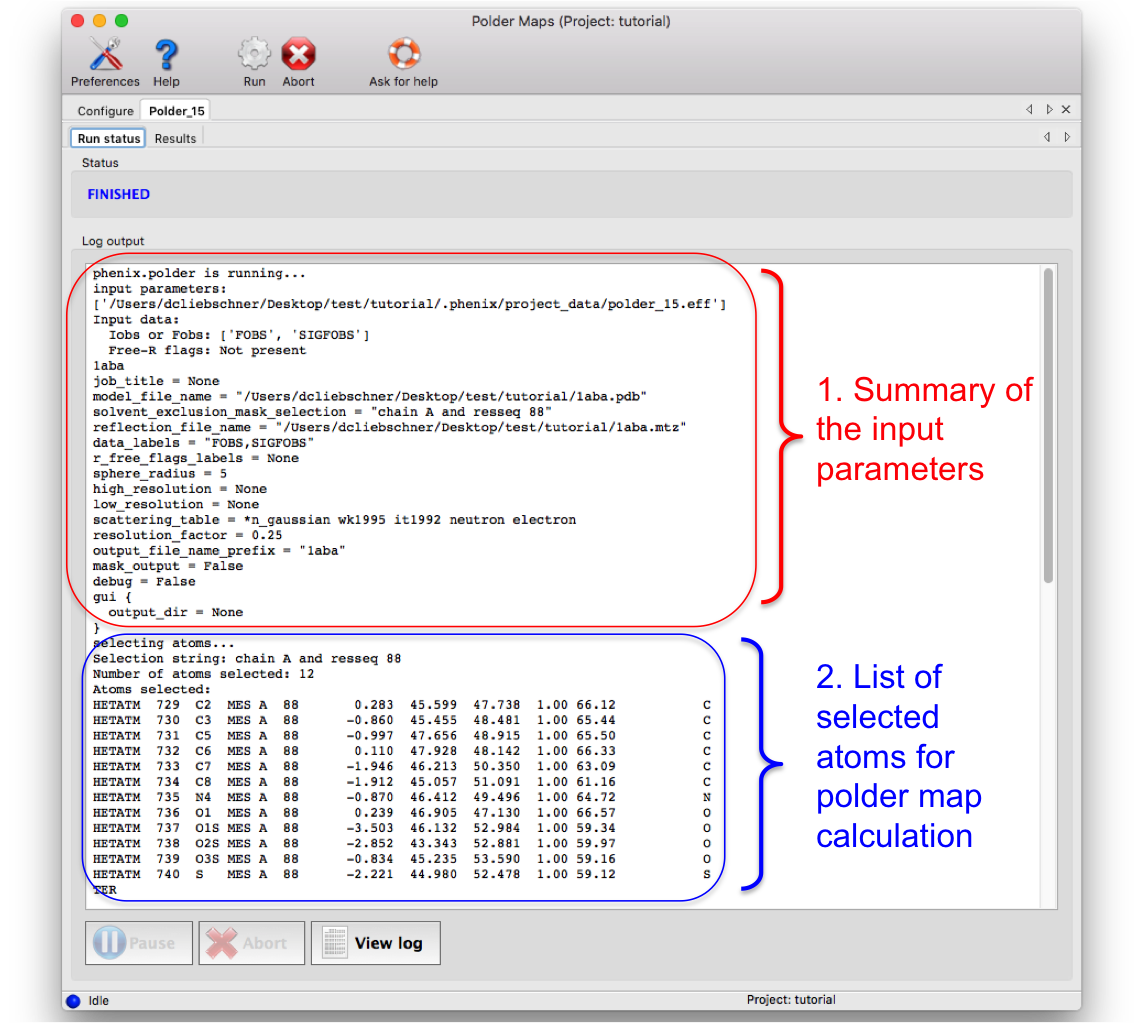 Polder Maps (Project: tutorial)
Preferences Help Run Abort Ask for help
Configure Polder_15
Run status Results
Status
FINISHED
Log output
phenix.polder is running...
input parameters:
['/Users/dcliebschner/Desktop/test/tutorial/.phenix/project_data/polder_15.eff']
Input data:
  Iobs or Fobs: ['FOBS', 'SIGFOBS']
  Free-R flags: Not present
1aba
job_title = None
model_file_name = "/Users/dcliebschner/Desktop/test/tutorial/1aba.pdb"
solvent_exclusion_mask_selection = "chain A and resseq 88"
reflection_file_name = "/Users/dcliebschner/Desktop/test/tutorial/1aba.mtz"
data_labels = "FOBS,SIGFOBS"
r_free_flags_labels = None
sphere_radius = 5
high_resolution = None
low_resolution = None
scattering_table = *n_gaussian wk1995 it1992 neutron electron
resolution_factor = 0.25
output_file_name_prefix = "1aba"
mask_output = False
debug = False
gui {
  output_dir = None
}
1. Summary of
the input
parameters
selecting atoms...
Selection string: chain A and resseq 88
Number of atoms selected: 12
Atoms selected:
HETATM  729  C2  MES A  88       0.283  45.599  47.738  1.00 66.12           C
HETATM  730  C3  MES A  88      -0.860  45.455  48.481  1.00 65.44           C
HETATM  731  C5  MES A  88      -0.997  47.656  48.915  1.00 65.50           C
HETATM  732  C6  MES A  88       0.110  47.928  48.142  1.00 66.33           C
HETATM  733  C7  MES A  88      -1.946  46.213  50.350  1.00 63.09           C
HETATM  734  C8  MES A  88      -1.912  45.057  51.091  1.00 61.16           C
HETATM  735  N4  MES A  88      -0.870  46.412  49.496  1.00 64.72           N
HETATM  736  O1  MES A  88       0.239  46.905  47.130  1.00 66.57           O
HETATM  737  O1S MES A  88      -3.503  46.132  52.984  1.00 59.34           O
HETATM  738  O2S MES A  88      -2.852  43.343  52.881  1.00 59.97           O
HETATM  739  O3S MES A  88      -0.834  45.235  53.590  1.00 59.16           O
HETATM  740  S   MES A  88      -2.221  44.980  52.478  1.00 59.12           S
TER
2. List of
selected
atoms for
polder map
calculation
Pause Abort View log
Idle Project: tutorial